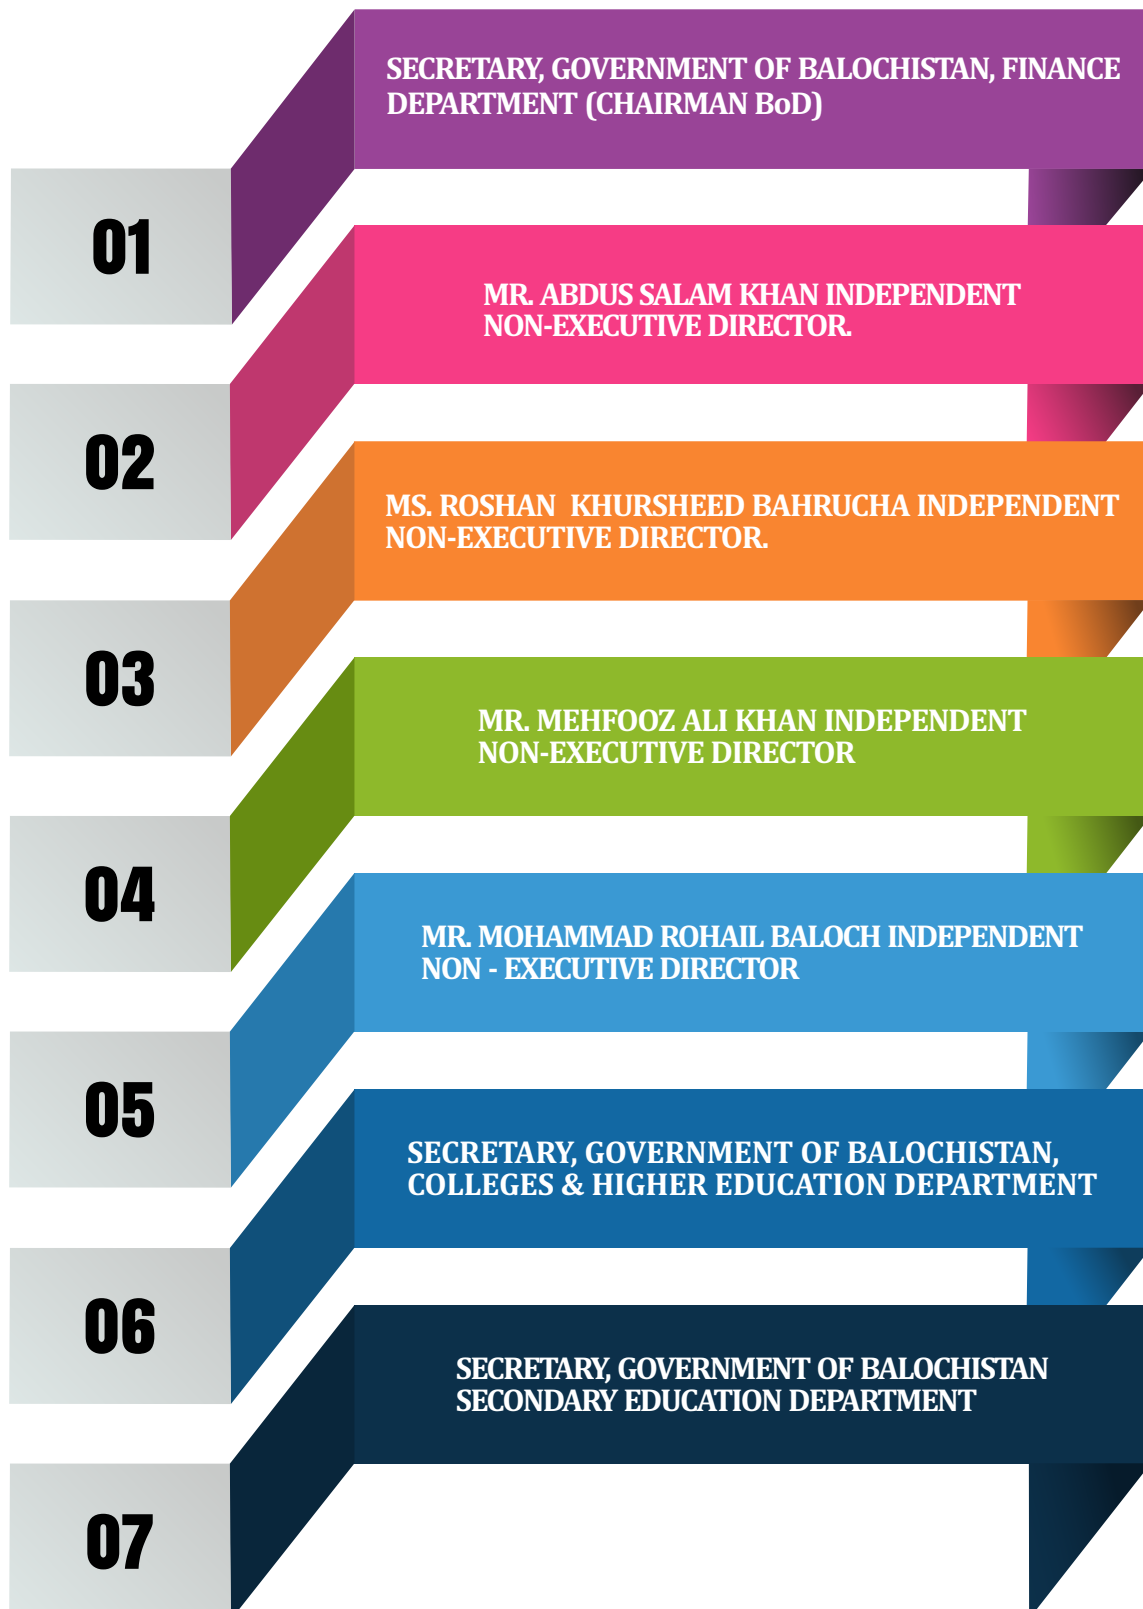 SECRETARY, GOVERNMENT OF BALOCHISTAN, FINANCE
DEPARTMENT (CHAIRMAN BoD)
01
MR. ABDUS SALAM KHAN INDEPENDENT
NON-EXECUTIVE DIRECTOR.
02
MS. ROSHAN KHURSHEED BAHRUCHA INDEPENDENT
NON-EXECUTIVE DIRECTOR.
03
MR. MEHFOOZ ALI KHAN INDEPENDENT
NON-EXECUTIVE DIRECTOR
04
MR. MOHAMMAD ROHAIL BALOCH INDEPENDENT
NON - EXECUTIVE DIRECTOR
05
SECRETARY, GOVERNMENT OF BALOCHISTAN,
COLLEGES & HIGHER EDUCATION DEPARTMENT
06
SECRETARY, GOVERNMENT OF BALOCHISTAN
SECONDARY EDUCATION DEPARTMENT
07